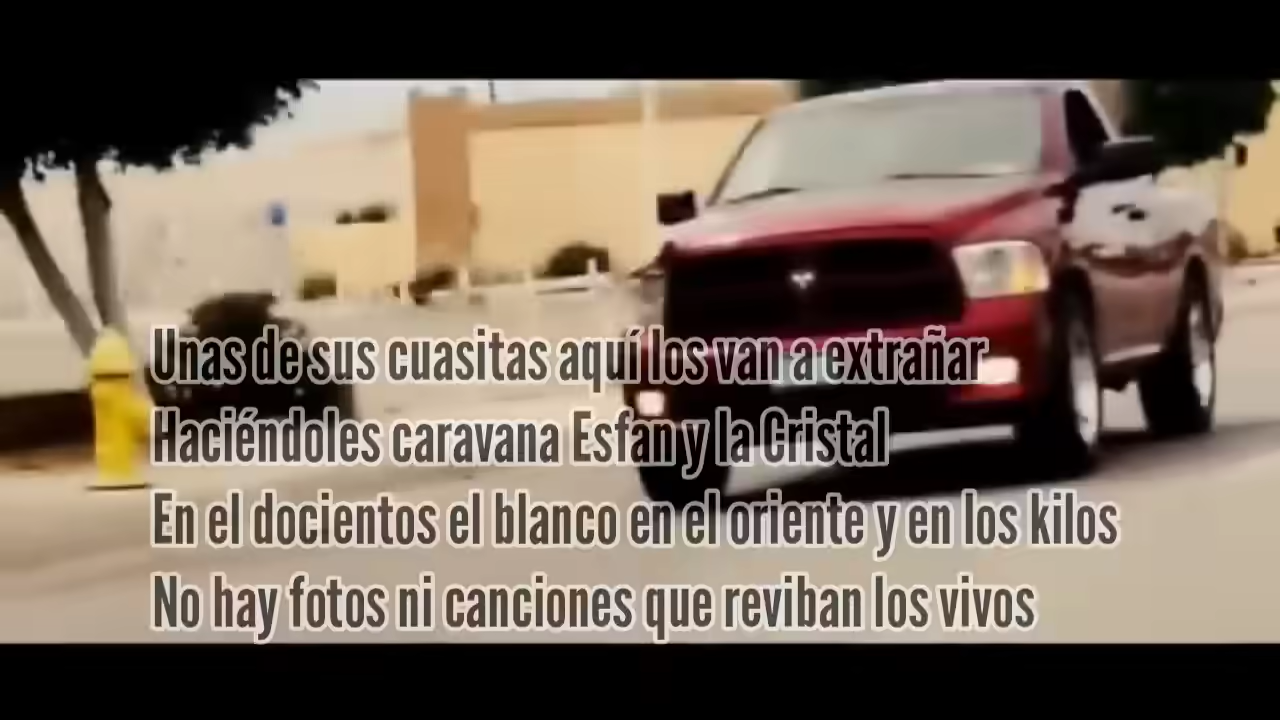 Unas de sus cuasitas aquí los van a extrañar
Haciéndoles caravana Esfan y la Cristal
En el docientos el blanco en el oriente y en los kilos
No hay fotos ni canciones que reviban los vivos